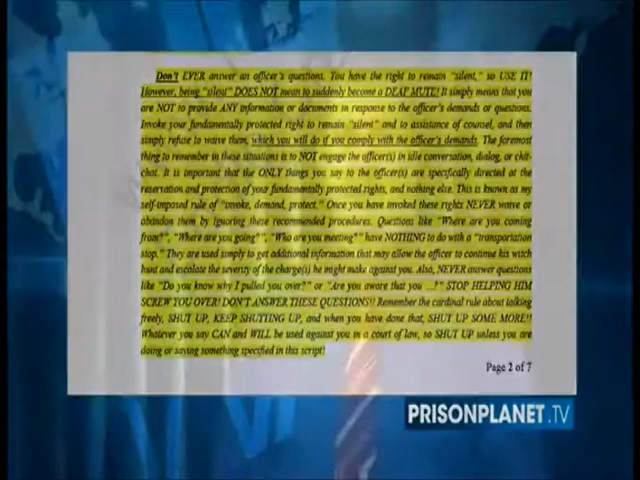 Don't EVER answer an officer's questions. You have the right to remain "silent," so USE IT!
However, being "silent" DOES NOT mean to suddenly become a DEAF MUTE! It simply means that you
are NOT to provide ANY information or documents in response to the officer's demands or questions.
Invoke your fundamentally protected right to remain "silent" and to assistance of counsel, and then
simply refuse to waive them, which you will do if you comply with the officer's demands. The foremost
thing to remember in these situations is to NOT engage the officer(s) in idle conversation, dialog, or chit-
chat. It is important that the ONLY things you say to the officer(s) are specifically directed at the
reservation and protection of your fundamentally protected rights, and nothing else. This is known as my
self-imposed rule of "invoke, demand, protect." Once you have invoked these rights NEVER waive or
abandon them by ignoring these recommended procedures. Questions like "Where are you coming
from?", "Where are you going?", "Who are you meeting?" have NOTHING to do with a "transportation
stop." They are used simply to get additional information that may allow the officer to continue his witch
hunt and escalate the severity of the charge(s) he might make against you. Also, NEVER answer questions
like "Do you know why I pulled you over?" or "Are you aware that you ...?" STOP HELPING HIM
SCREW YOU OVER! DON'T ANSWER THESE QUESTIONS!! Remember the cardinal rule about talking
freely, SHUT UP, KEEP SHUTTING UP, and when you have done that, SHUT UP SOME MORE!!
Whatever you say CAN and WILL be used against you in a court of law, so SHUT UP unless you are
doing or saying something specified in this script!
Page 2 of 7
PRISONPLANET.TV